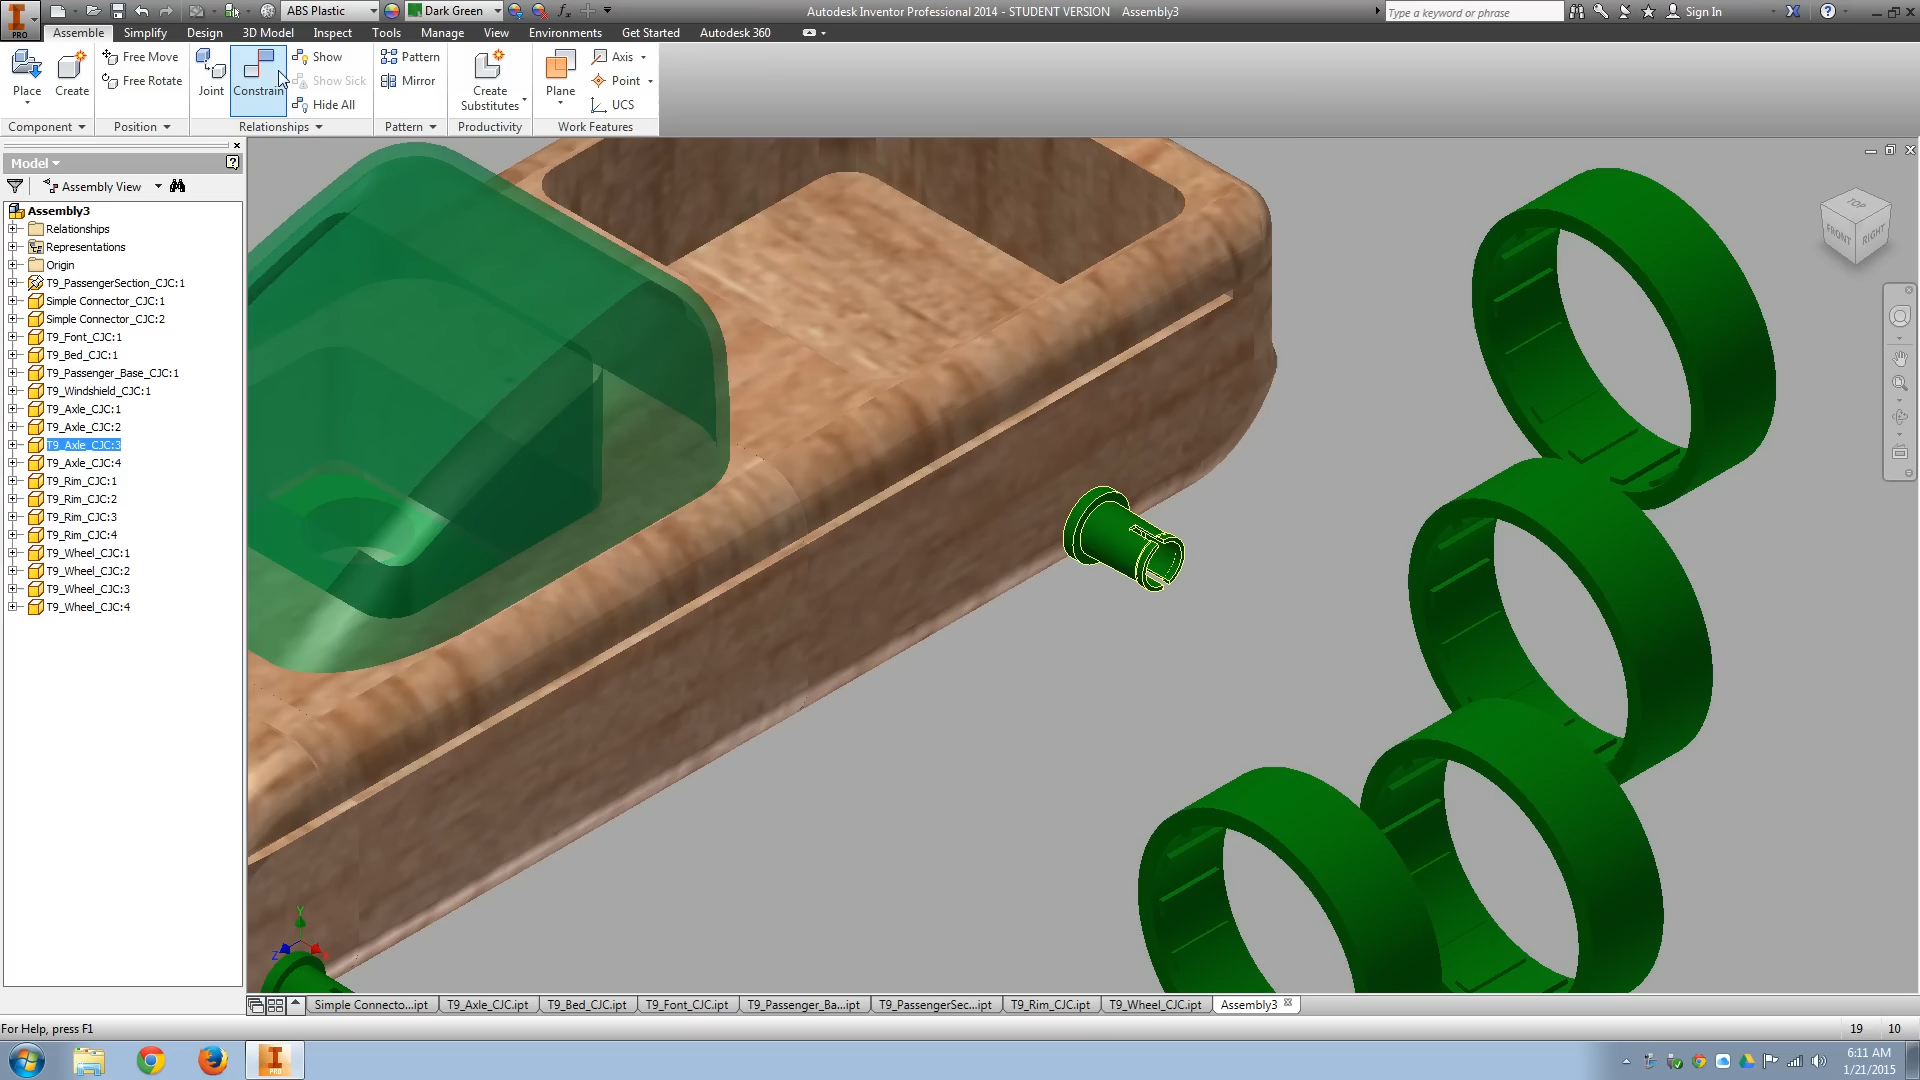 ABS Plastic
Dark Green
Autodesk Inventor Professional 2014 - STUDENT VERSION Assembly3
Type a keyword or phrase
Sign In
PRO
Assemble Simplify Design 3D Model Inspect Tools Manage View Environments Get Started Autodesk 360
Place
Create
Free Move
Free Rotate
Joint
Constrain
Show
Show Sick
Hide All
Pattern
Mirror
Create
Substitutes
Plane
Axis
Point
UCS
Component Position Relationships Pattern Productivity Work Features
Model
Assembly View
Assembly3
Relationships
Representations
Origin
T9_PassengerSection_CJC:1
Simple Connector_CJC:1
Simple Connector_CJC:2
T9_Font_CJC:1
T9_Bed_CJC:1
T9_Passenger_Base_CJC:1
T9_Windshield_CJC:1
T9_Axle_CJC:1
T9_Axle_CJC:2
T9_Axle_CJC:3
T9_Axle_CJC:4
T9_Rim_CJC:1
T9_Rim_CJC:2
T9_Rim_CJC:3
T9_Rim_CJC:4
T9_Wheel_CJC:1
T9_Wheel_CJC:2
T9_Wheel_CJC:3
T9_Wheel_CJC:4
TOP
FRONT
RIGHT
Y
Z
Simple Connecto...ipt T9_Axle_CJC.ipt T9_Bed_CJC.ipt T9_Font_CJC.ipt T9_Passenger_Ba...ipt T9_PassengerSec...ipt T9_Rim_CJC.ipt T9_Wheel_CJC.ipt Assembly3
For Help, press F1
19 10
PRO
6:11 AM
1/21/2015